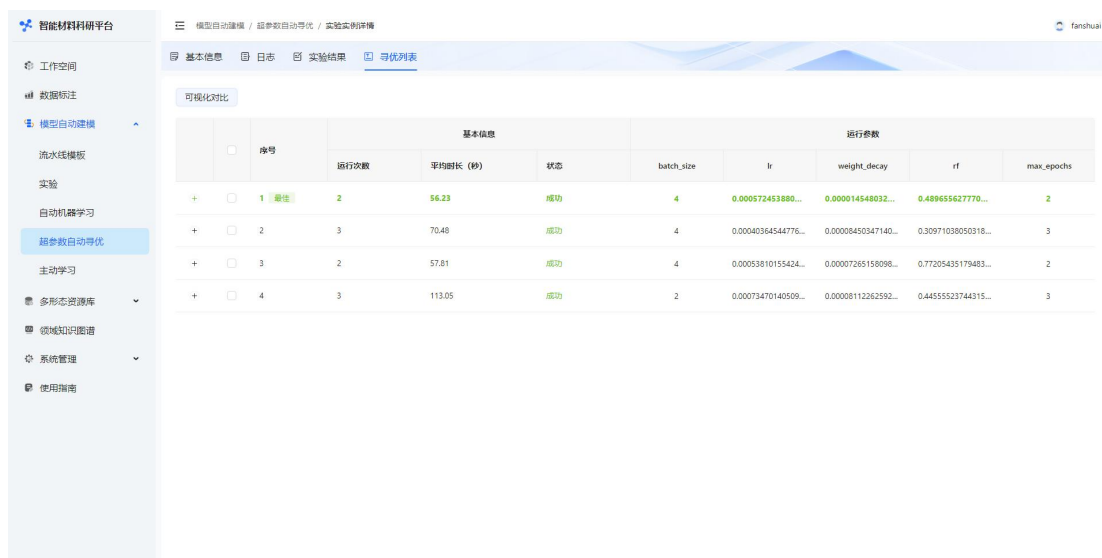 智能材料科研平台
模型自动建模 / 超参数自动寻优 / 实验实例详情
fanshuai
基本信息 日志 实验结果 寻优列表
工作空间
数据标注
模型自动建模
流水线模板
实验
自动机器学习
超参数自动寻优
主动学习
多形态资源库
领域知识图谱
系统管理
使用指南
可视化对比
序号 基本信息 运行参数
运行次数 平均时长（秒） 状态 batch_size lr weight_decay rf max_epochs
+ 1 最佳 2 56.23 成功 4 0.000572453880... 0.000014548032... 0.489655627770... 2
+ 2 3 70.48 成功 4 0.00040364544776... 0.00008450347140... 0.30971038050318... 3
+ 3 2 57.81 成功 4 0.00053810155424... 0.00007265158098... 0.77205435179483... 2
+ 4 3 113.05 成功 2 0.00073470140509... 0.00008112262592... 0.44555523744315... 3